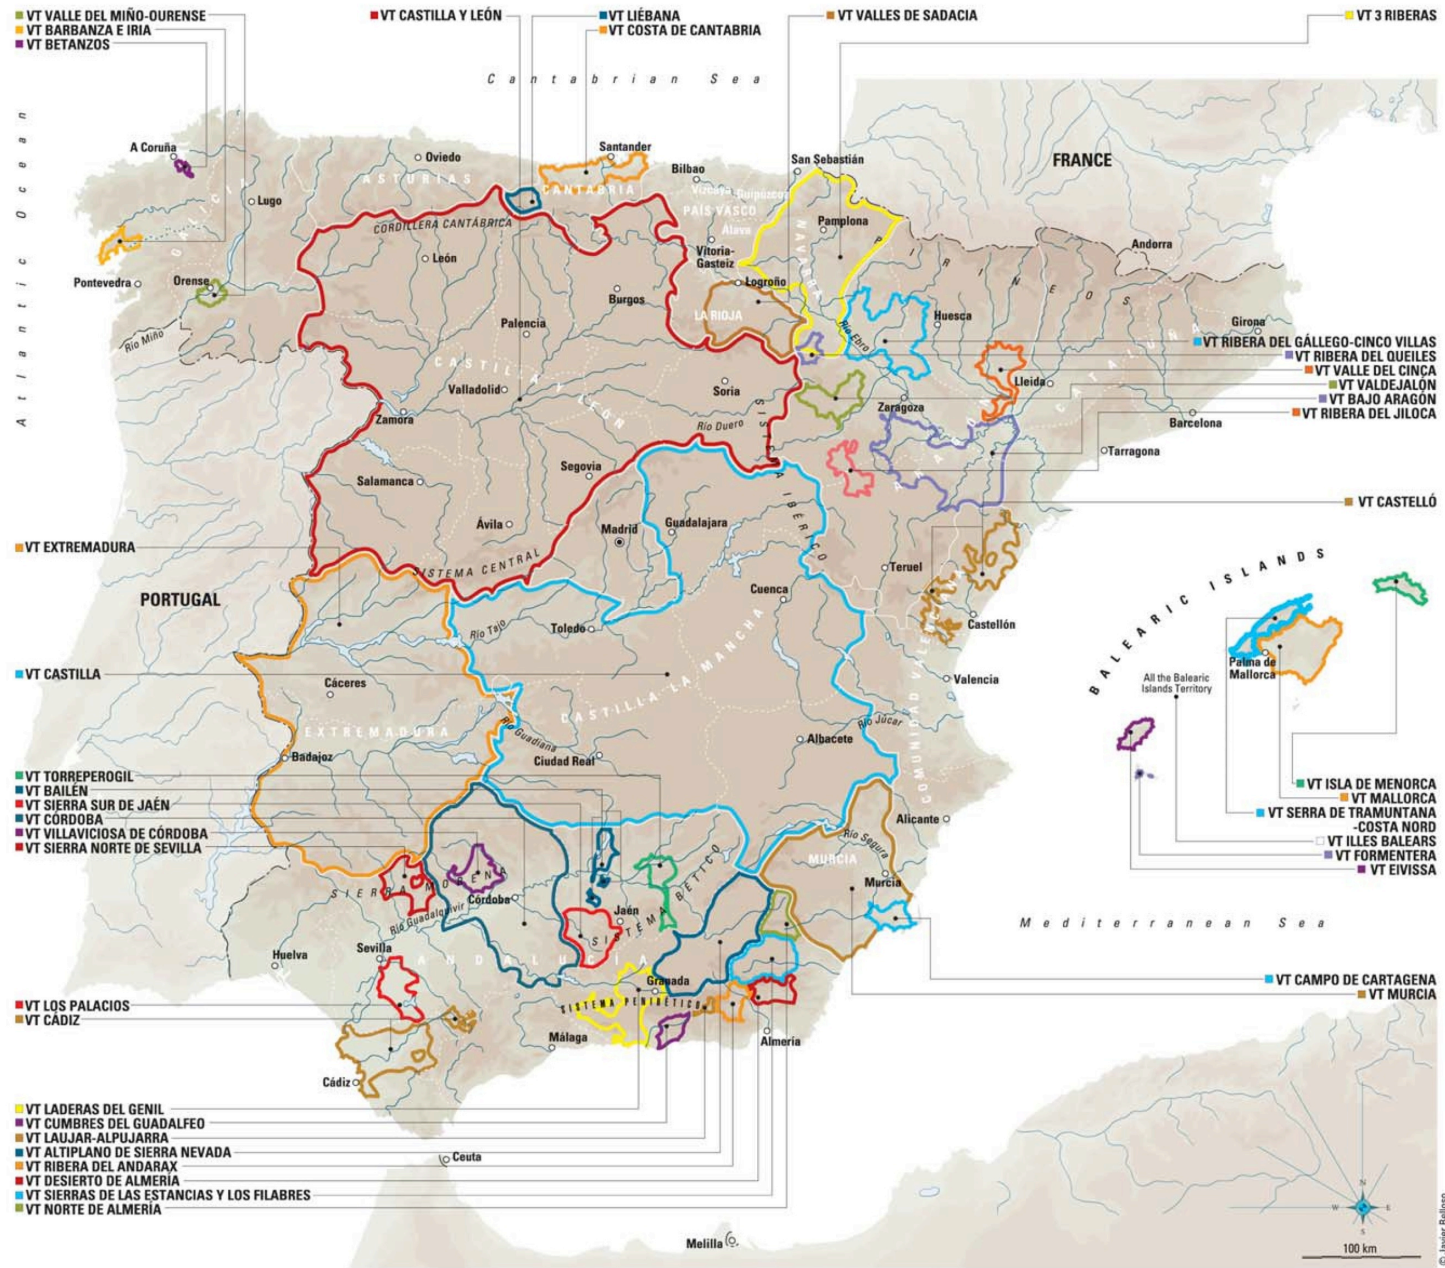 VT VALLE DEL MIÑO-OURENSE
VT BARBANZA E IRIA
VT BETANZOS
VT CASTILLA Y LEÓN
VT LIÉBANA
VT COSTA DE CANTABRIA
VT VALLES DE SADACIA
VT 3 RIBERAS
Cantabrian Sea
Atlantic Ocean
A Coruña
Oviedo
Santander
Bilbao
San Sebastián
FRANCE
ASTURIAS
CANTABRIA
Vizcaya
Guipúzcoa
PAÍS VASCO
Álava
GALICIA
Lugo
CORDILLERA CANTÁBRICA
NAVARRA
Pamplona
PIRINEOS
Andorra
León
Vitoria-
Gasteiz
Pontevedra
Orense
Burgos
Logroño
LA RIOJA
Huesca
Girona
Río Miño
Palencia
Río Ebro
CATALUÑA
VT RIBERA DEL GÁLLEGO-CINCO VILLAS
VT RIBERA DEL QUEILES
VT VALLE DEL CINCA
VT VALDEJALÓN
VT BAJO ARAGÓN
VT RIBERA DEL JILOCA
CASTILLA Y LEÓN
Valladolid
Soria
Lleida
Zaragoza
Zamora
Río Duero
Barcelona
ARAGÓN
Tarragona
Segovia
Salamanca
SISTEMA IBÉRICO
VT CASTELLÓ
Ávila
Madrid
Guadalajara
VT EXTREMADURA
SISTEMA CENTRAL
Teruel
BALEARIC ISLANDS
PORTUGAL
Cuenca
Río Tajo
Toledo
Castellón
Palma de
Mallorca
VT CASTILLA
Cáceres
CASTILLA LA MANCHA
COMUNIDAD VALENCIANA
Valencia
All the Balearic
Islands Territory
EXTREMADURA
Río Guadiana
Río Júcar
Badajoz
Ciudad Real
Albacete
VT TORREPEROGIL
VT BAILÉN
VT SIERRA SUR DE JAÉN
VT CÓRDOBA
VT VILLAVICIOSA DE CÓRDOBA
VT SIERRA NORTE DE SEVILLA
VT ISLA DE MENORCA
VT MALLORCA
VT SERRA DE TRAMUNTANA
-COSTA NORD
VT ILLES BALEARS
VT FORMENTERA
VT EIVISSA
Alicante
Río Segura
MURCIA
Murcia
SIERRA MORENA
Córdoba
Río Guadalquivir
Jaén
SISTEMA BÉTICO
Mediterranean Sea
Huelva
Sevilla
ANDALUCÍA
Granada
SISTEMA PENIBÉTICO
VT CAMPO DE CARTAGENA
VT MURCIA
VT LOS PALACIOS
VT CÁDIZ
Málaga
Almería
Cádiz
VT LADERAS DEL GENIL
VT CUMBRES DEL GUADALFEO
VT LAUJAR-ALPUJARRA
VT ALTIPLANO DE SIERRA NEVADA
VT RIBERA DEL ANDARAX
VT DESIERTO DE ALMERÍA
VT SIERRAS DE LAS ESTANCIAS Y LOS FILABRES
VT NORTE DE ALMERÍA
Ceuta
Melilla
N
W
E
S
100 km
© Javier Belloso